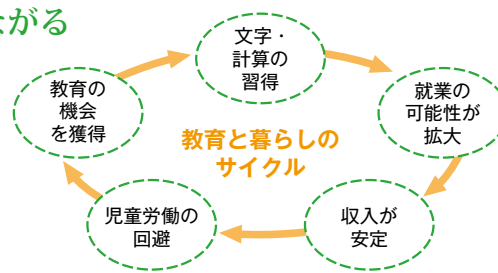 ながる
文字・
計算の
習得
教育の
機会
を獲得
就業の
可能性が
拡大
教育と暮らしの
サイクル
児童労働の
回避
収入が
安定